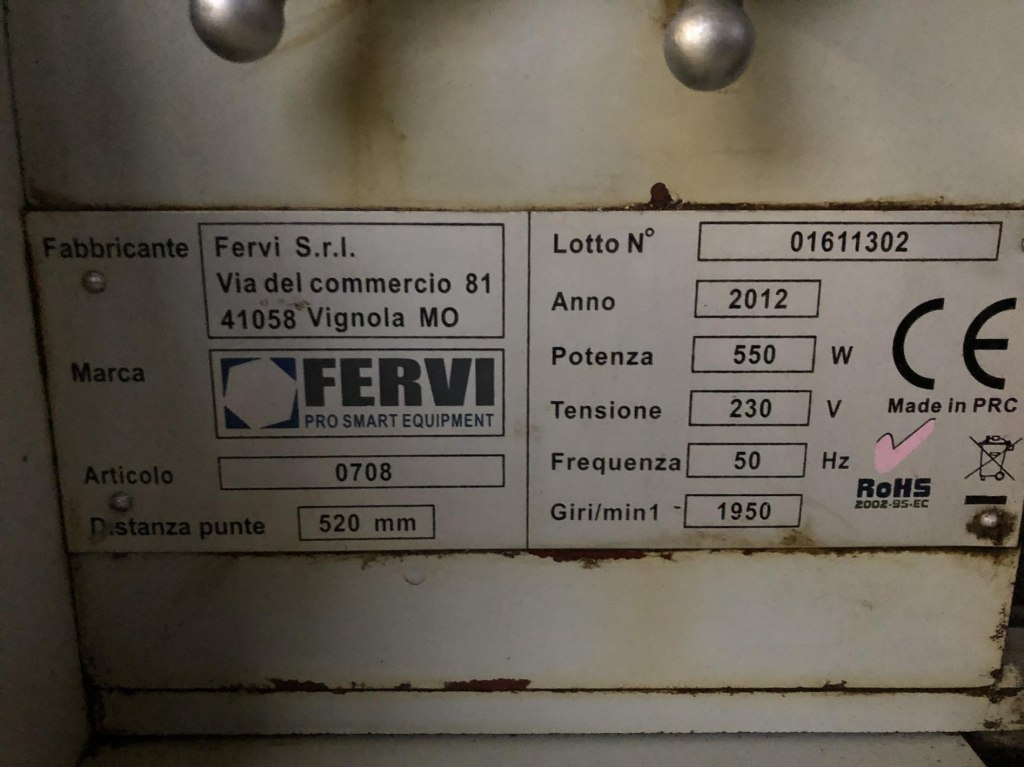 Fabbricante
Fervi S.r.l.
Via del commercio 81
41058 Vignola MO
Marca
FERVI
PRO SMART EQUIPMENT
Articolo 0708
Distanza punte 520 mm
Lotto N° 01611302
Anno 2012
Potenza 550 W
Tensione 230 V
Frequenza 50 Hz
Giri/min1 - 1950
CE
Made in PRC
RoHS
2002-95-EC